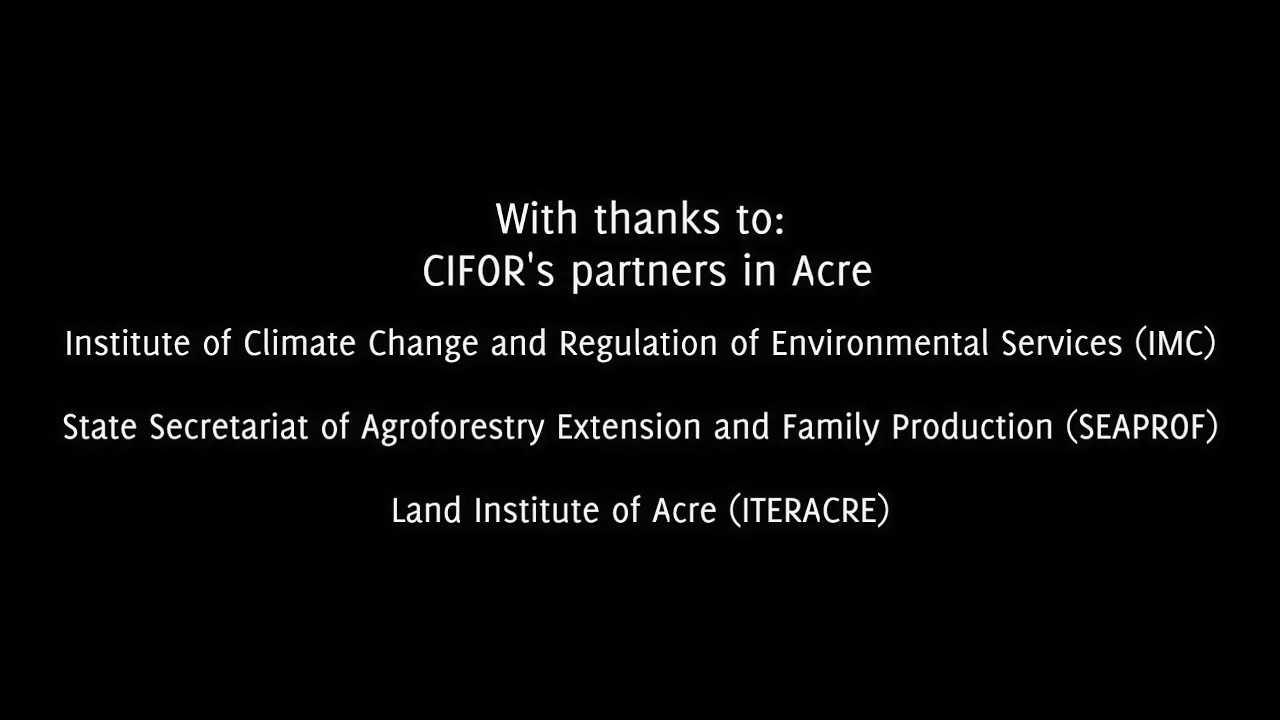 With thanks to:
CIFOR's partners in Acre
Institute of Climate Change and Regulation of Environmental Services (IMC)
State Secretariat of Agroforestry Extension and Family Production (SEAPROF)
Land Institute of Acre (ITERACRE)